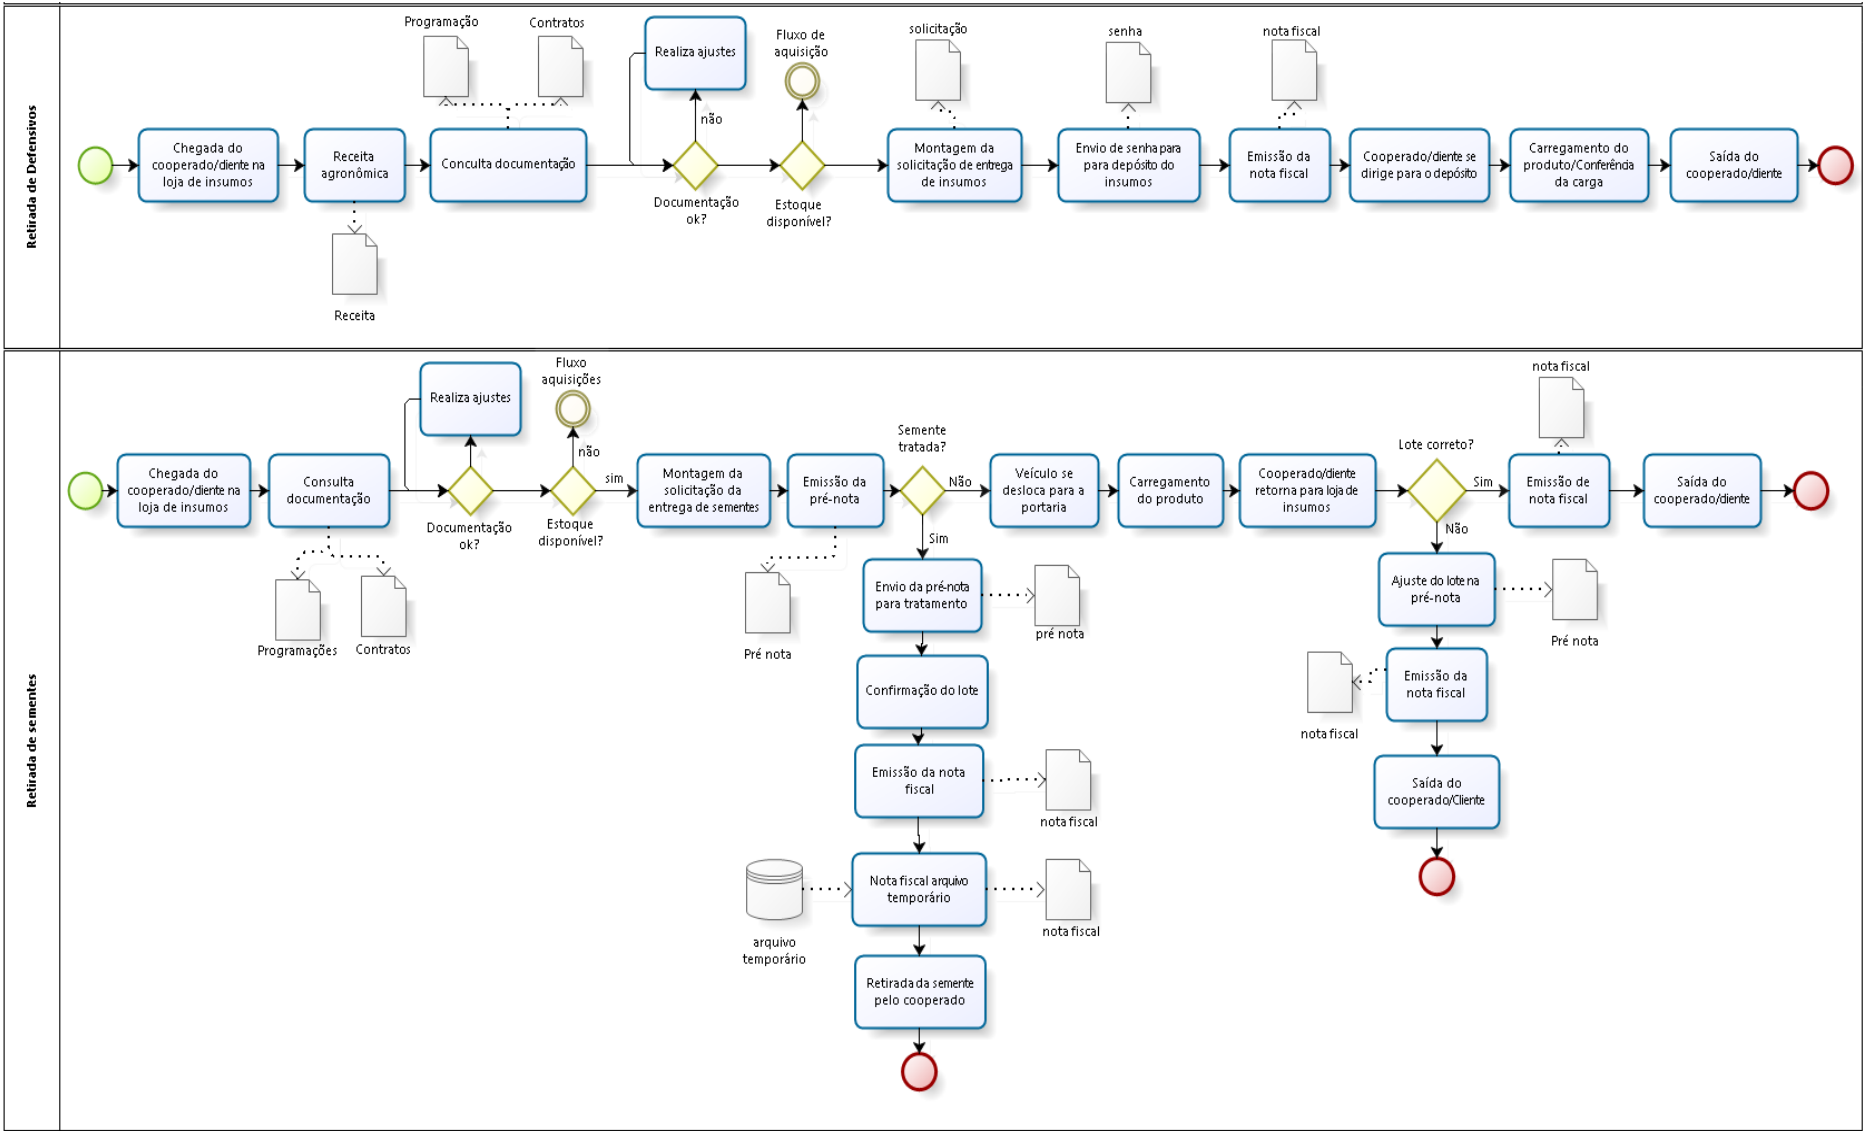 Retirada de Defensivos
Programação
Contratos
Realiza ajustes
Fluxo de
aquisição
solicitação
senha
nota fiscal
não
Chegada do
cooperado/cliente na
loja de insumos
Receita
agronômica
Consulta documentação
Documentação
ok?
Estoque
disponível?
Montagem da
solicitação de entrega
de insumos
Envio de senha para
para depósito do
insumos
Emissão da
nota fiscal
Cooperado/cliente se
dirige para o depósito
Carregamento do
produto/Conferência
da carga
Saída do
cooperado/cliente
Receita
Retirada de sementes
Realiza ajustes
Fluxo
aquisições
não
sim
Semente
tratada?
Lote correto?
nota fiscal
Chegada do
cooperado/cliente na
loja de insumos
Consulta
documentação
Documentação
ok?
Estoque
disponível?
Montagem da
solicitação da
entrega de sementes
Emissão da
pré-nota
Não
Veículo se
desloca para a
portaria
Carregamento
do produto
Cooperado/cliente
retorna para loja de
insumos
Sim
Emissão de
nota fiscal
Saída do
cooperado/cliente
Sim
Não
Programações
Contratos
Pré nota
Envio da pré-nota
para tratamento
pré nota
Ajuste do lote na
pré-nota
Pré nota
Confirmação do lote
Emissão da
nota fiscal
nota fiscal
Emissão da nota
fiscal
nota fiscal
Saída do
cooperado/Cliente
Nota fiscal arquivo
temporário
arquivo
temporário
nota fiscal
Retirada da semente
pelo cooperado